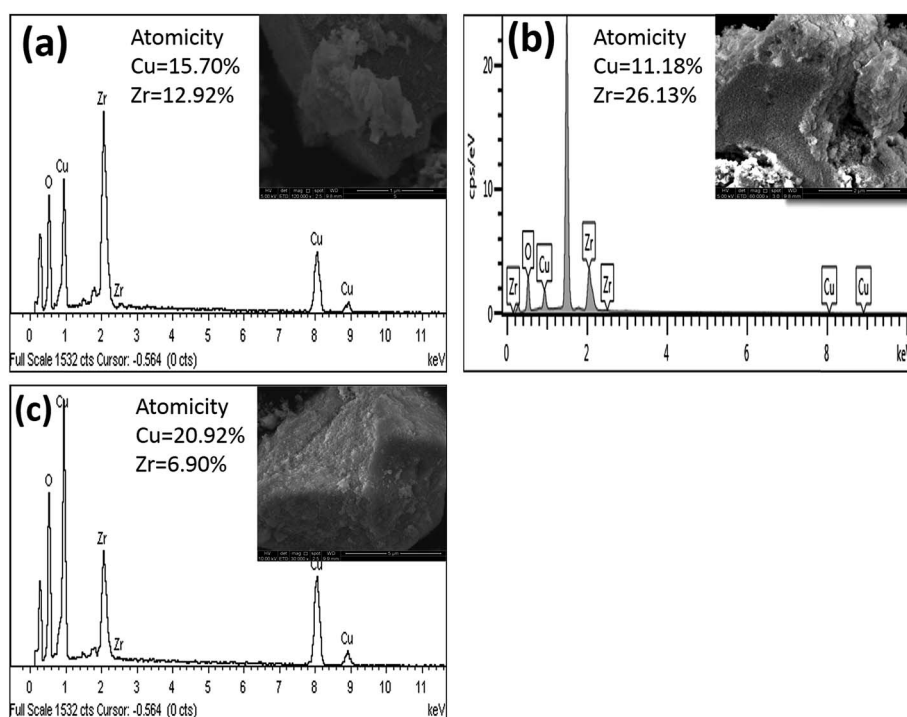 (a)
Atomicity
Cu=15.70%
Zr=12.92%
Zr
O
Cu
Zr
Cu
Cu
0 1 2 3 4 5 6 7 8 9 10 11
keV
Full Scale 1532 cts Cursor: -0.564 (0 cts)
(b)
Atomicity
Cu=11.18%
Zr=26.13%
cps/eV
20
10
0
Zr
O
Cu
Zr
Zr
Cu
Cu
0 2 4 6 8 keV
(c)
Atomicity
Cu=20.92%
Zr=6.90%
Cu
O
Zr
Zr
Cu
Cu
0 1 2 3 4 5 6 7 8 9 10 11
keV
Full Scale 1532 cts Cursor: -0.564 (0 cts)